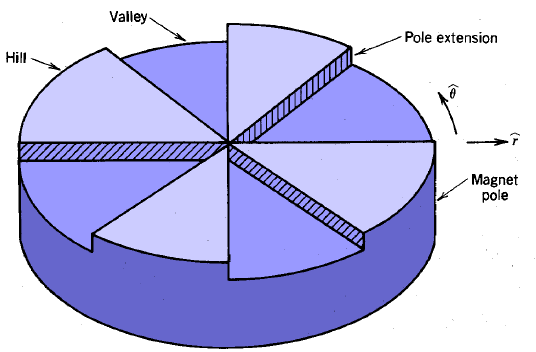 Valley
Hill
Pole extension
θ̂
r̂
Magnet
pole